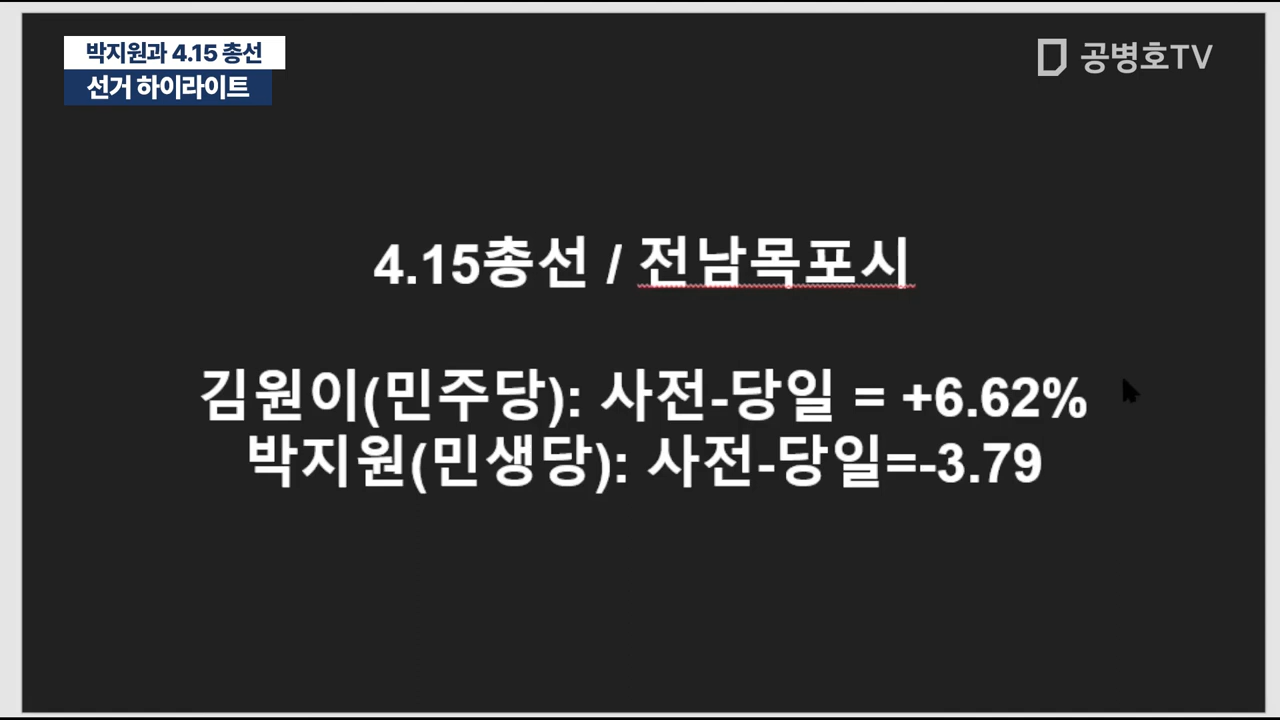 박지원과 4.15 총선
선거 하이라이트
공병호TV
4.15총선 / 전남목포시
김원이(민주당): 사전-당일 = +6.62%
박지원(민생당): 사전-당일=-3.79